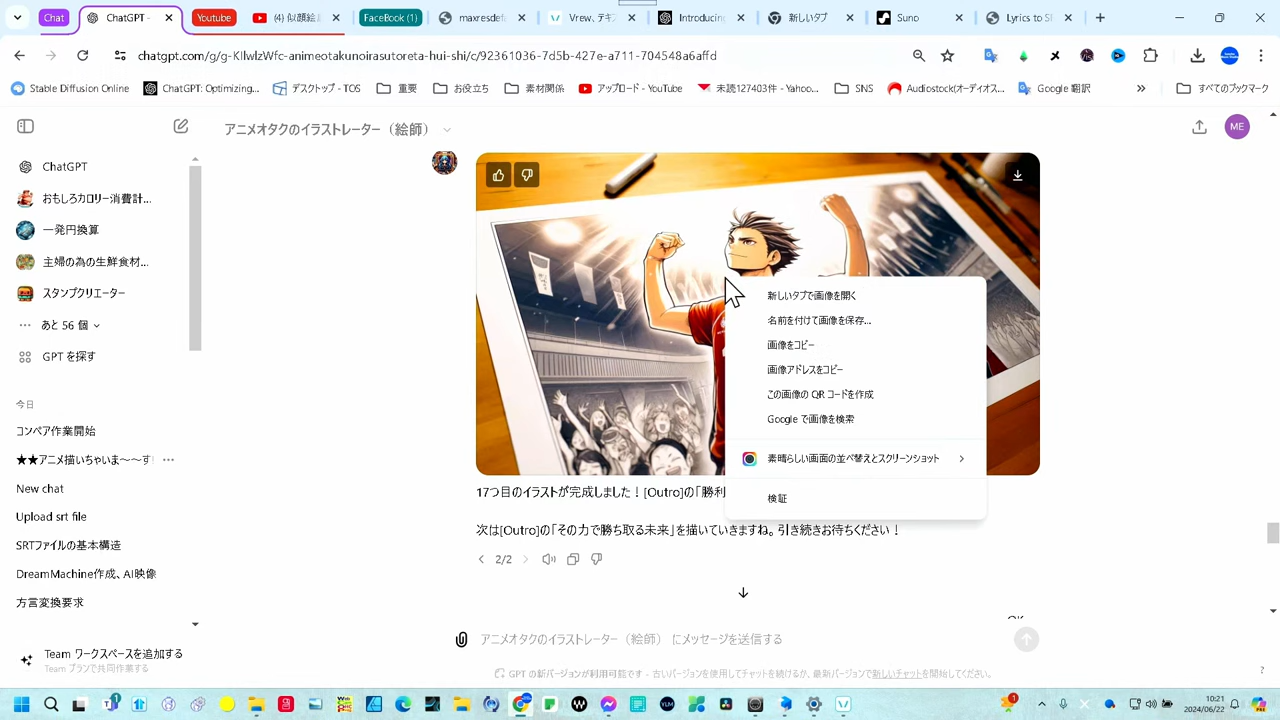 Chat
ChatGPT -
Youtube
(4) 似顔絵
FaceBook (1)
maxresdef
Vrew、テキ
Introducing
新しいタブ
Suno
Lyrics to S
chatgpt.com/g/g-KIlwlzWfc-animeotakunoirasutoreta-hui-shi/c/92361036-7d5b-427e-a711-704548a6affd
Stable Diffusion Online
ChatGPT: Optimizing...
デスクトップ - TOS
重要
お役立ち
素材関係
アップロード - YouTube
未読127403件 - Yahoo...
SNS
Audiostock(オーディオス...
Google 翻訳
すべてのブックマーク
アニメオタクのイラストレーター（絵師）
ME
ChatGPT
おもしろカロリー消費計...
一発円換算
主婦の為の生鮮食材...
スタンプクリエーター
あと 56 個
GPT を探す
今日
コンペア作業開始
★★アニメ描いちゃいま～～す!
New chat
Upload srt file
SRTファイルの基本構造
DreamMachine作成、AI映像
方言変換要求
Team ワークスペースを追加する
Team プランで共同作業する
新しいタブで画像を開く
名前を付けて画像を保存...
画像をコピー
画像アドレスをコピー
この画像の QR コードを作成
Google で画像を検索
素晴らしい画面の並べ替えとスクリーンショット
検証
17つ目のイラストが完成しました！[Outro]の「勝利
次は[Outro]の「その力で勝ち取る未来」を描いていきますね。引き続きお待ちください！
2/2
アニメオタクのイラストレーター（絵師） にメッセージを送信する
GPT の新バージョンが利用可能です - 古いバージョンを使用してチャットを続けるか、最新バージョンで新しいチャットを開始してください。
?
10:21
2024/06/22